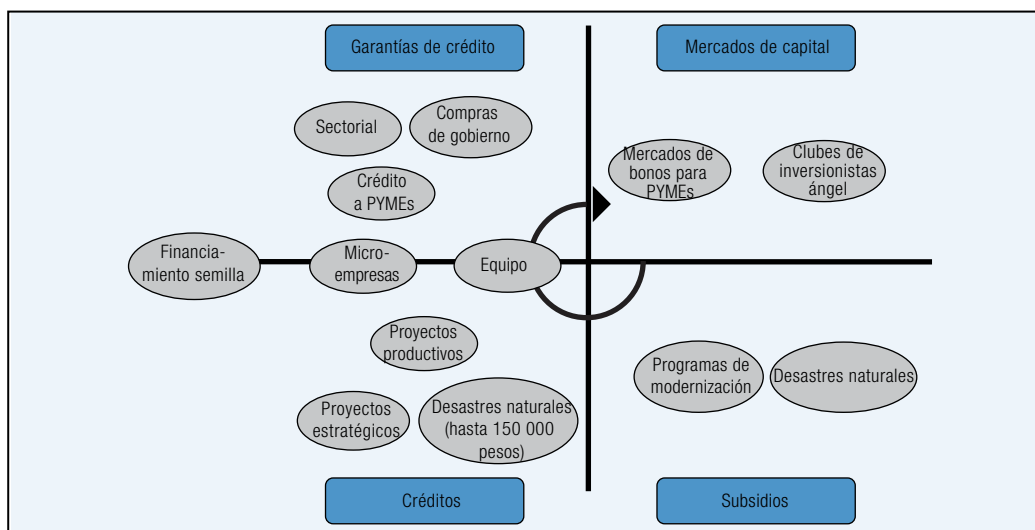 Garantías de crédito
Mercados de capital
Sectorial
Compras
de gobierno
Crédito
a PYMEs
Mercados de
bonos para
PYMEs
Clubes de
inversionistas
ángel
Financia-
miento semilla
Micro-
empresas
Equipo
Proyectos
productivos
Proyectos
estratégicos
Desastres naturales
(hasta 150 000
pesos)
Programas de
modernización
Desastres naturales
Créditos
Subsidios